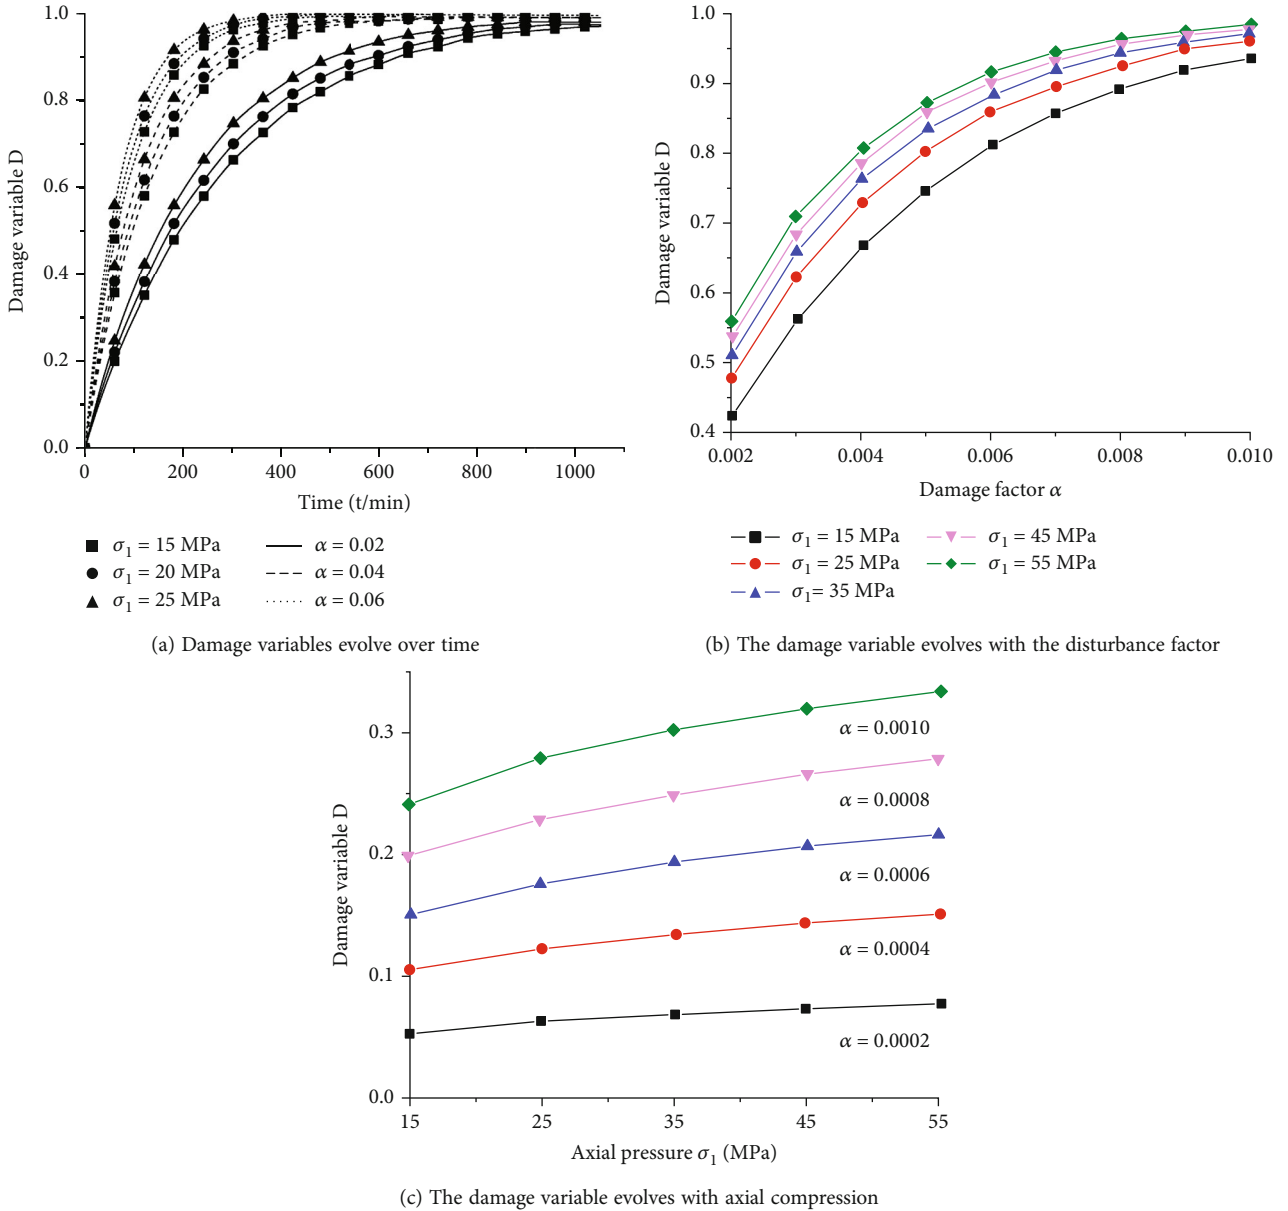 1.0
0.8
0.6
0.4
0.2
0.0
Damage variable D
0 200 400 600 800 1000
Time (t/min)
σ1 = 15 MPa
σ1 = 20 MPa
σ1 = 25 MPa
α = 0.02
α = 0.04
α = 0.06
(a) Damage variables evolve over time
1.0
0.9
0.8
0.7
0.6
0.5
0.4
Damage variable D
0.002 0.004 0.006 0.008 0.010
Damage factor α
σ1 = 15 MPa
σ1 = 25 MPa
σ1= 35 MPa
σ1 = 45 MPa
σ1 = 55 MPa
(b) The damage variable evolves with the disturbance factor
0.3
0.2
0.1
0.0
Damage variable D
α = 0.0010
α = 0.0008
α = 0.0006
α = 0.0004
α = 0.0002
15 25 35 45 55
Axial pressure σ1 (MPa)
(c) The damage variable evolves with axial compression